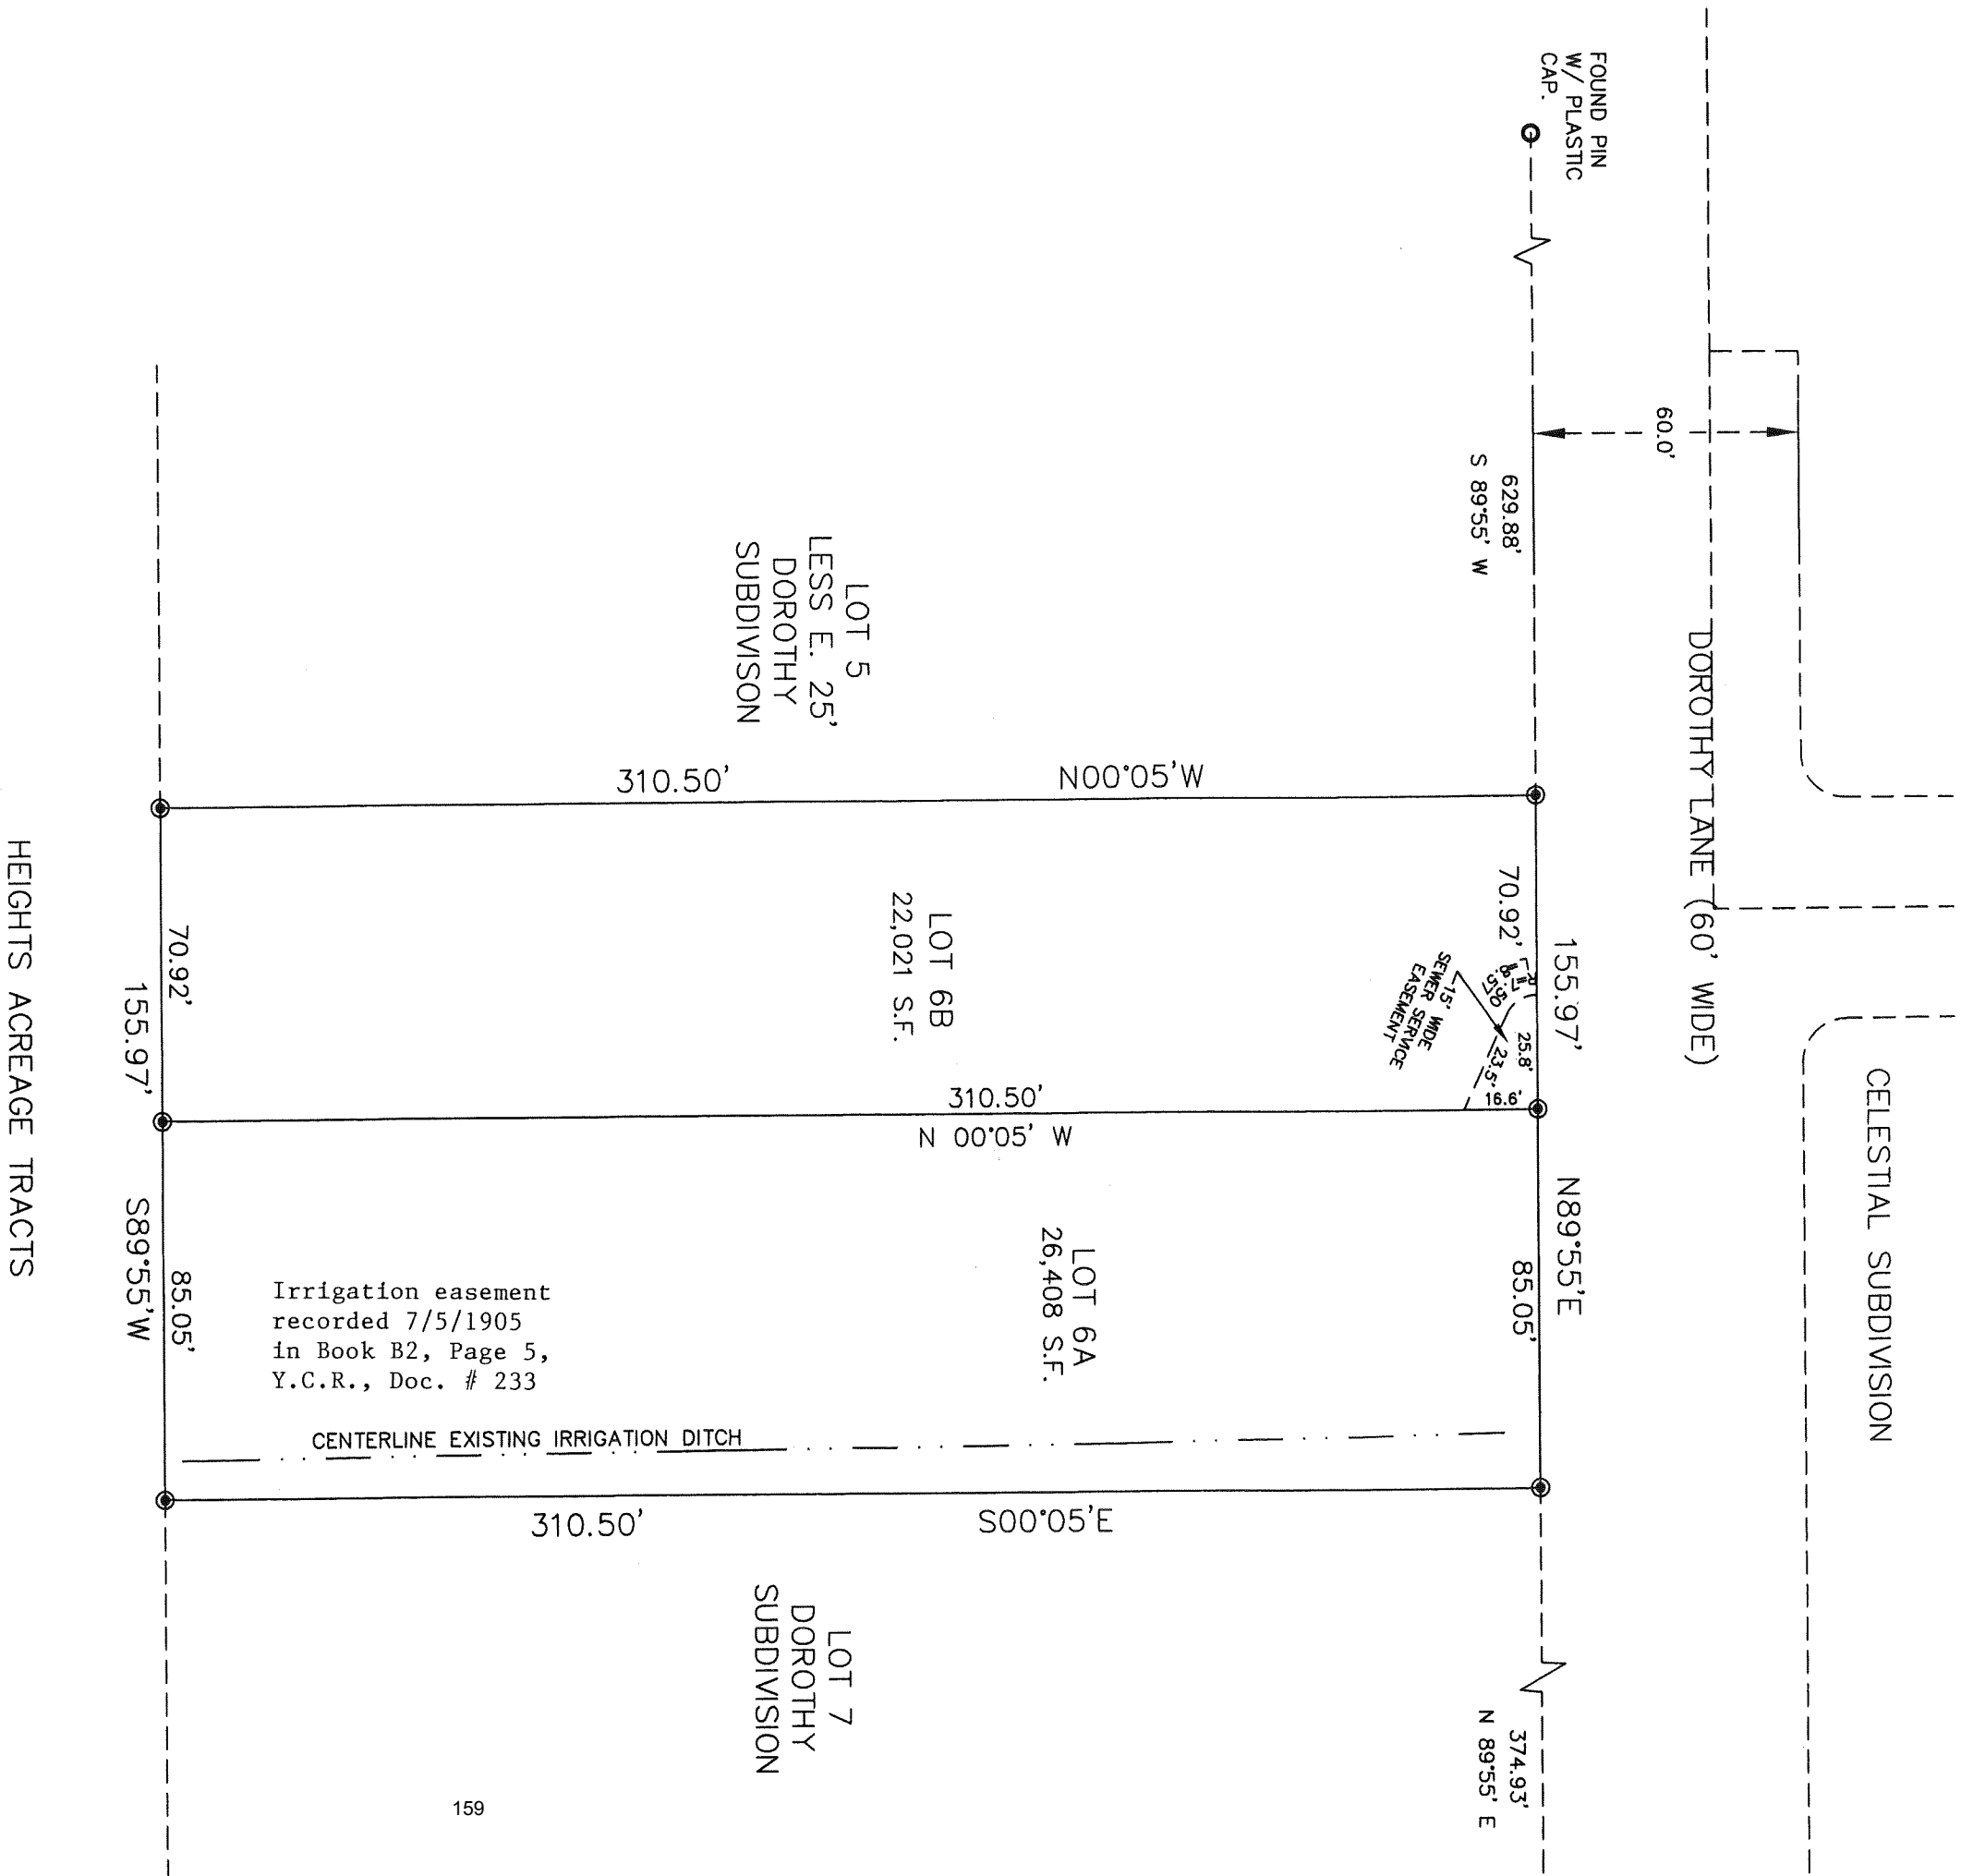 FOUND PIN
W/ PLASTIC
CAP.
60.0'
629.88'
S 89°55' W
DOROTHY LANE (60' WIDE)
CELESTIAL SUBDIVISION
LOT 5
LESS E. 25'
DOROTHY
SUBDIVISON
310.50'
N00°05'W
155.97'
70.92'
25.8'
23.5'
16.6'
15' WIDE
SEWER SERVICE
EASEMENT
N89°55'E
85.05'
LOT 6B
22,021 S.F.
310.50'
N 00°05' W
LOT 6A
26,408 S.F.
70.92'
155.97'
85.05'
S89°55'W
HEIGHTS ACREAGE TRACTS
Irrigation easement
recorded 7/5/1905
in Book B2, Page 5,
Y.C.R., Doc. # 233
CENTERLINE EXISTING IRRIGATION DITCH
310.50'
S00°05'E
LOT 7
DOROTHY
SUBDIVISION
374.93'
N 89°55' E
159